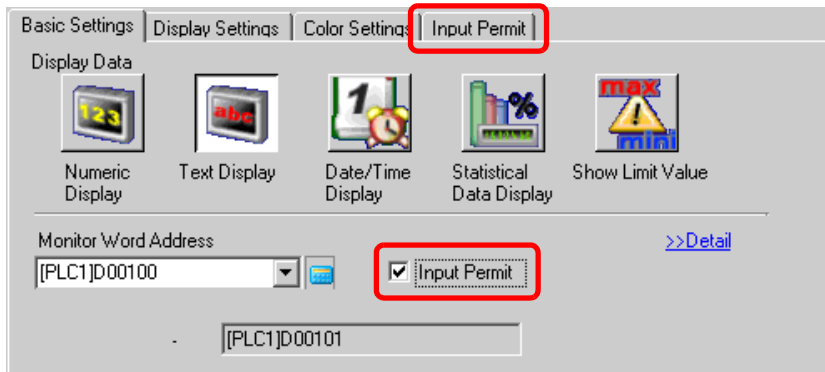 Basic Settings Display Settings Color Settings Input Permit
Display Data
123 abc 1 % max
mini
Numeric Display Text Display Date/Time Display Statistical Data Display Show Limit Value
Monitor Word Address >>Detail
[PLC1]D00100 Input Permit
- [PLC1]D00101